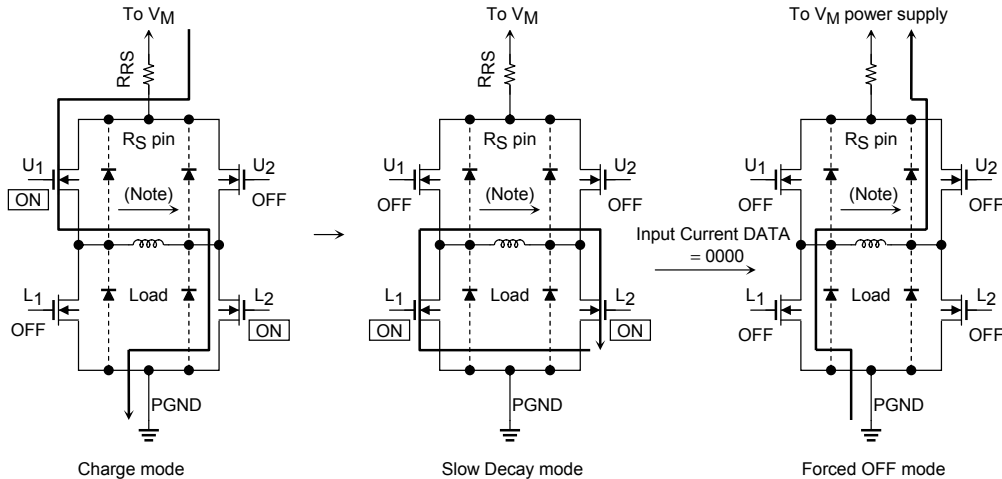 To VM
RRS
RS pin
U1
ON
U2
OFF
(Note)
L1
OFF
Load
L2
ON
PGND
Charge mode
To VM
RRS
RS pin
U1
OFF
U2
OFF
(Note)
L1
ON
Load
L2
ON
PGND
Slow Decay mode
Input Current DATA
= 0000
To VM power supply
RS pin
U1
OFF
U2
OFF
(Note)
L1
OFF
Load
L2
OFF
PGND
Forced OFF mode